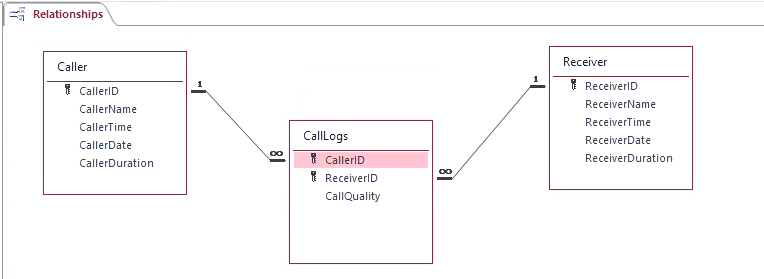 Relationships
Caller
CallerID
CallerName
CallerTime
CallerDate
CallerDuration
1
∞
CallLogs
CallerID
ReceiverID
CallQuality
1
∞
Receiver
ReceiverID
ReceiverName
ReceiverTime
ReceiverDate
ReceiverDuration